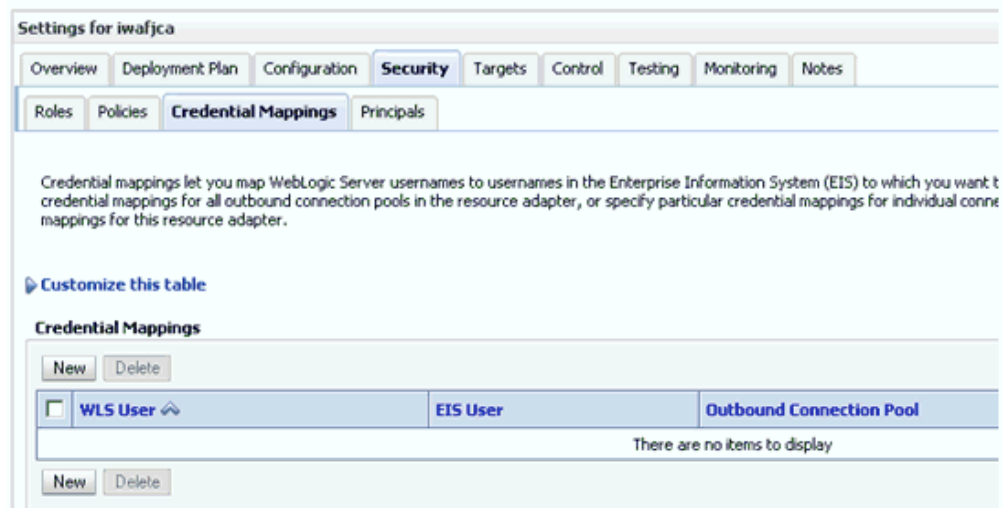 Settings for iwafjca
Overview Deployment Plan Configuration Security Targets Control Testing Monitoring Notes
Roles Policies Credential Mappings Principals
Credential mappings let you map WebLogic Server usernames to usernames in the Enterprise Information System (EIS) to which you want
credential mappings for all outbound connection pools in the resource adapter, or specify particular credential mappings for individual conne
mappings for this resource adapter.
Customize this table
Credential Mappings
New Delete
WLS User EIS User Outbound Connection Pool
There are no items to display
New Delete